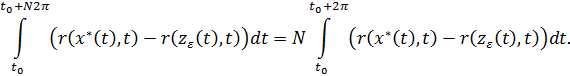 ∫_{t₀}^{t₀+N2π} (r(x*(t),t) − r(z_ε(t),t))dt = N ∫_{t₀}^{t₀+2π} (r(x*(t),t) − r(z_ε(t),t))dt.